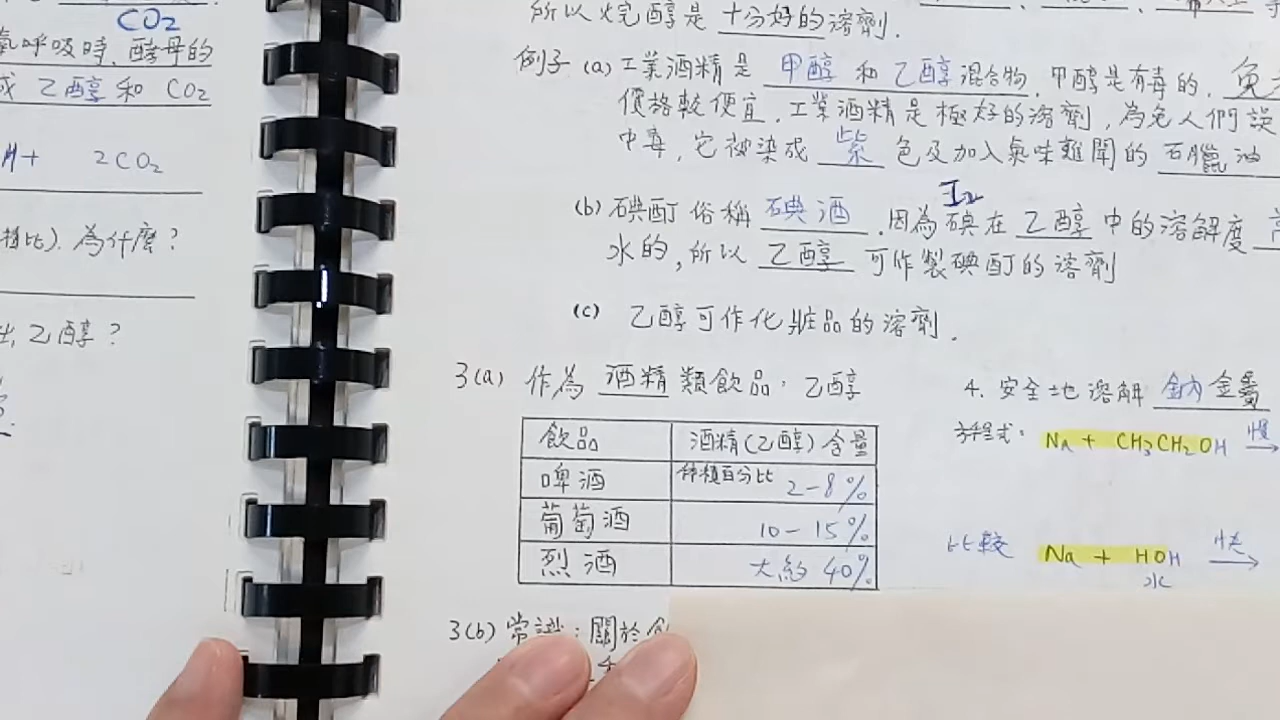 CO₂
氣呼吸時,酵母的
成 乙醇 和 CO₂
H + 2CO₂
為什麼?
乙醇?
所以烷醇是 十分好的溶劑.
例子 (a) 工業酒精是 甲醇 和 乙醇 混合物. 甲醇是有毒的.
價格較便宜. 工業酒精是極好的溶劑, 為免人們誤
中毒, 它被染成 紫 色及加入氣味難聞的 石臘油
I₂
(b) 碘酊 俗稱 碘酒 . 因為碘在 乙醇 中的溶解度 高
水的, 所以 乙醇 可作製碘酊的溶劑
(c) 乙醇可作化粧品的溶劑.
3(a) 作為 酒精 類飲品. 乙醇
飲品 酒精(乙醇)含量
啤酒 體積百分比 2-8%
葡萄酒 10-15%
烈酒 大約 40%
4. 安全地溶解 鈉 金屬
方程式: Na + CH₃CH₂OH 慢 →
比較 Na + HOH 快 →
水
3(b) 常識: 關於